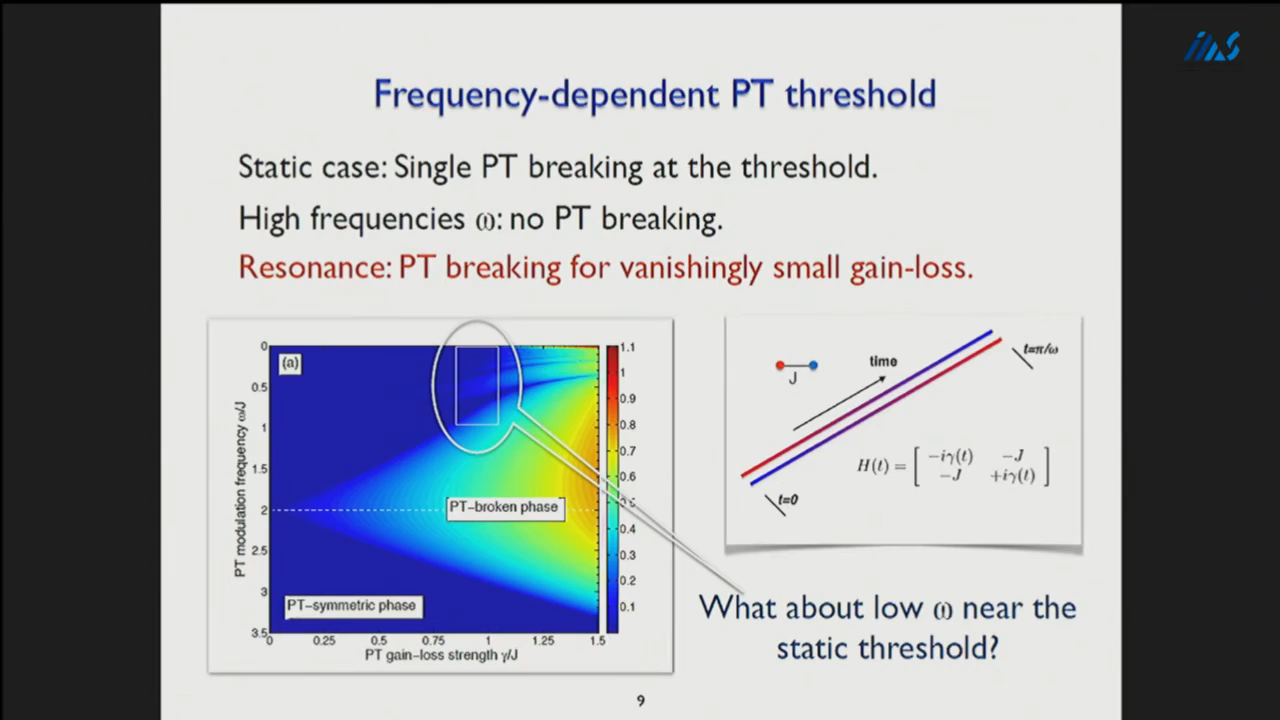 IIAS
Frequency-dependent PT threshold
Static case: Single PT breaking at the threshold.
High frequencies ω: no PT breaking.
Resonance: PT breaking for vanishingly small gain-loss.
(a)
0
0.5
1
1.5
2
2.5
3
3.5
PT modulation frequency ω/J
0 0.25 0.5 0.75 1 1.25 1.5
PT gain-loss strength γ/J
PT-broken phase
PT-symmetric phase
1.1
1
0.9
0.8
0.7
0.6
0.5
0.4
0.3
0.2
0.1
J
time
t=π/ω
t=0
H(t) = [ -iγ(t) -J
-J +iγ(t) ]
What about low ω near the
static threshold?
9